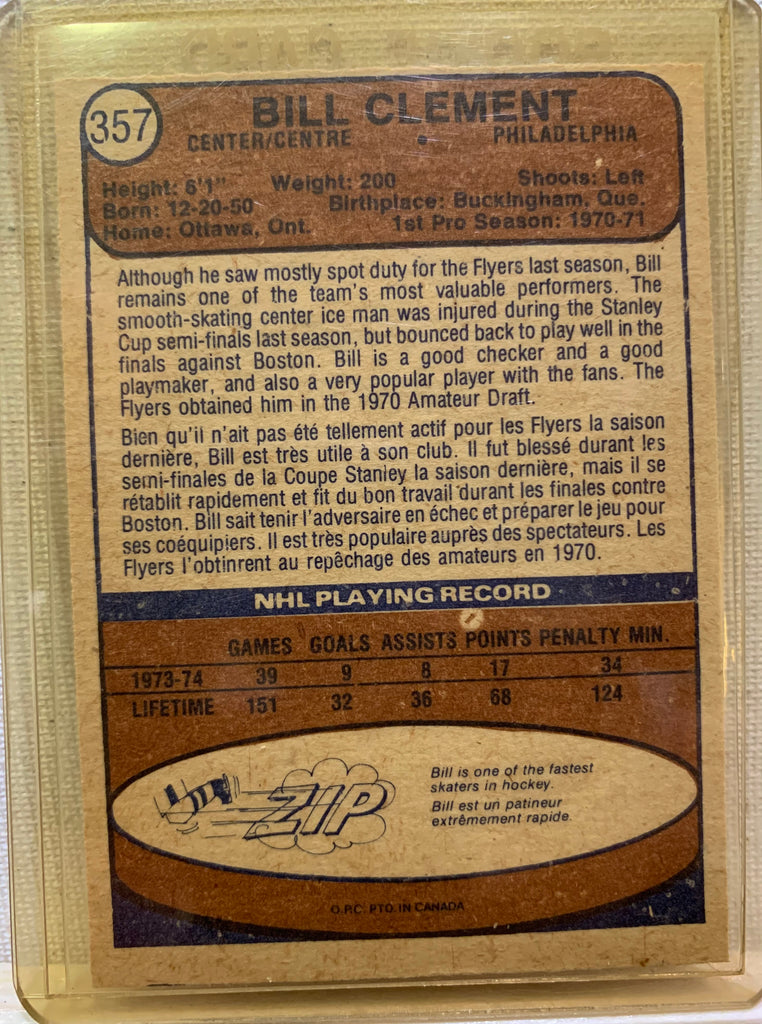 357
BILL CLEMENT
CENTER/CENTRE • PHILADELPHIA
Height: 6'1" Weight: 200 Shoots: Left
Born: 12-20-50 Birthplace: Buckingham, Que.
Home: Ottawa, Ont. 1st Pro Season: 1970-71
Although he saw mostly spot duty for the Flyers last season, Bill
remains one of the team's most valuable performers. The
smooth-skating center ice man was injured during the Stanley
Cup semi-finals last season, but bounced back to play well in the
finals against Boston. Bill is a good checker and a good
playmaker, and also a very popular player with the fans. The
Flyers obtained him in the 1970 Amateur Draft.
Bien qu'il n'ait pas été tellement actif pour les Flyers la saison
dernière, Bill est très utile à son club. Il fut blessé durant les
semi-finales de la Coupe Stanley la saison dernière, mais il se
rétablit rapidement et fit du bon travail durant les finales contre
Boston. Bill sait tenir l'adversaire en échec et préparer le jeu pour
ses coéquipiers. Il est très populaire auprès des spectateurs. Les
Flyers l'obtinrent au repêchage des amateurs en 1970.
NHL PLAYING RECORD
GAMES GOALS ASSISTS POINTS PENALTY MIN.
1973-74 39 9 8 17 34
LIFETIME 151 32 36 68 124
ZIP
Bill is one of the fastest
skaters in hockey.
Bill est un patineur
extrêmement rapide.
O.P.C. PTD. IN CANADA